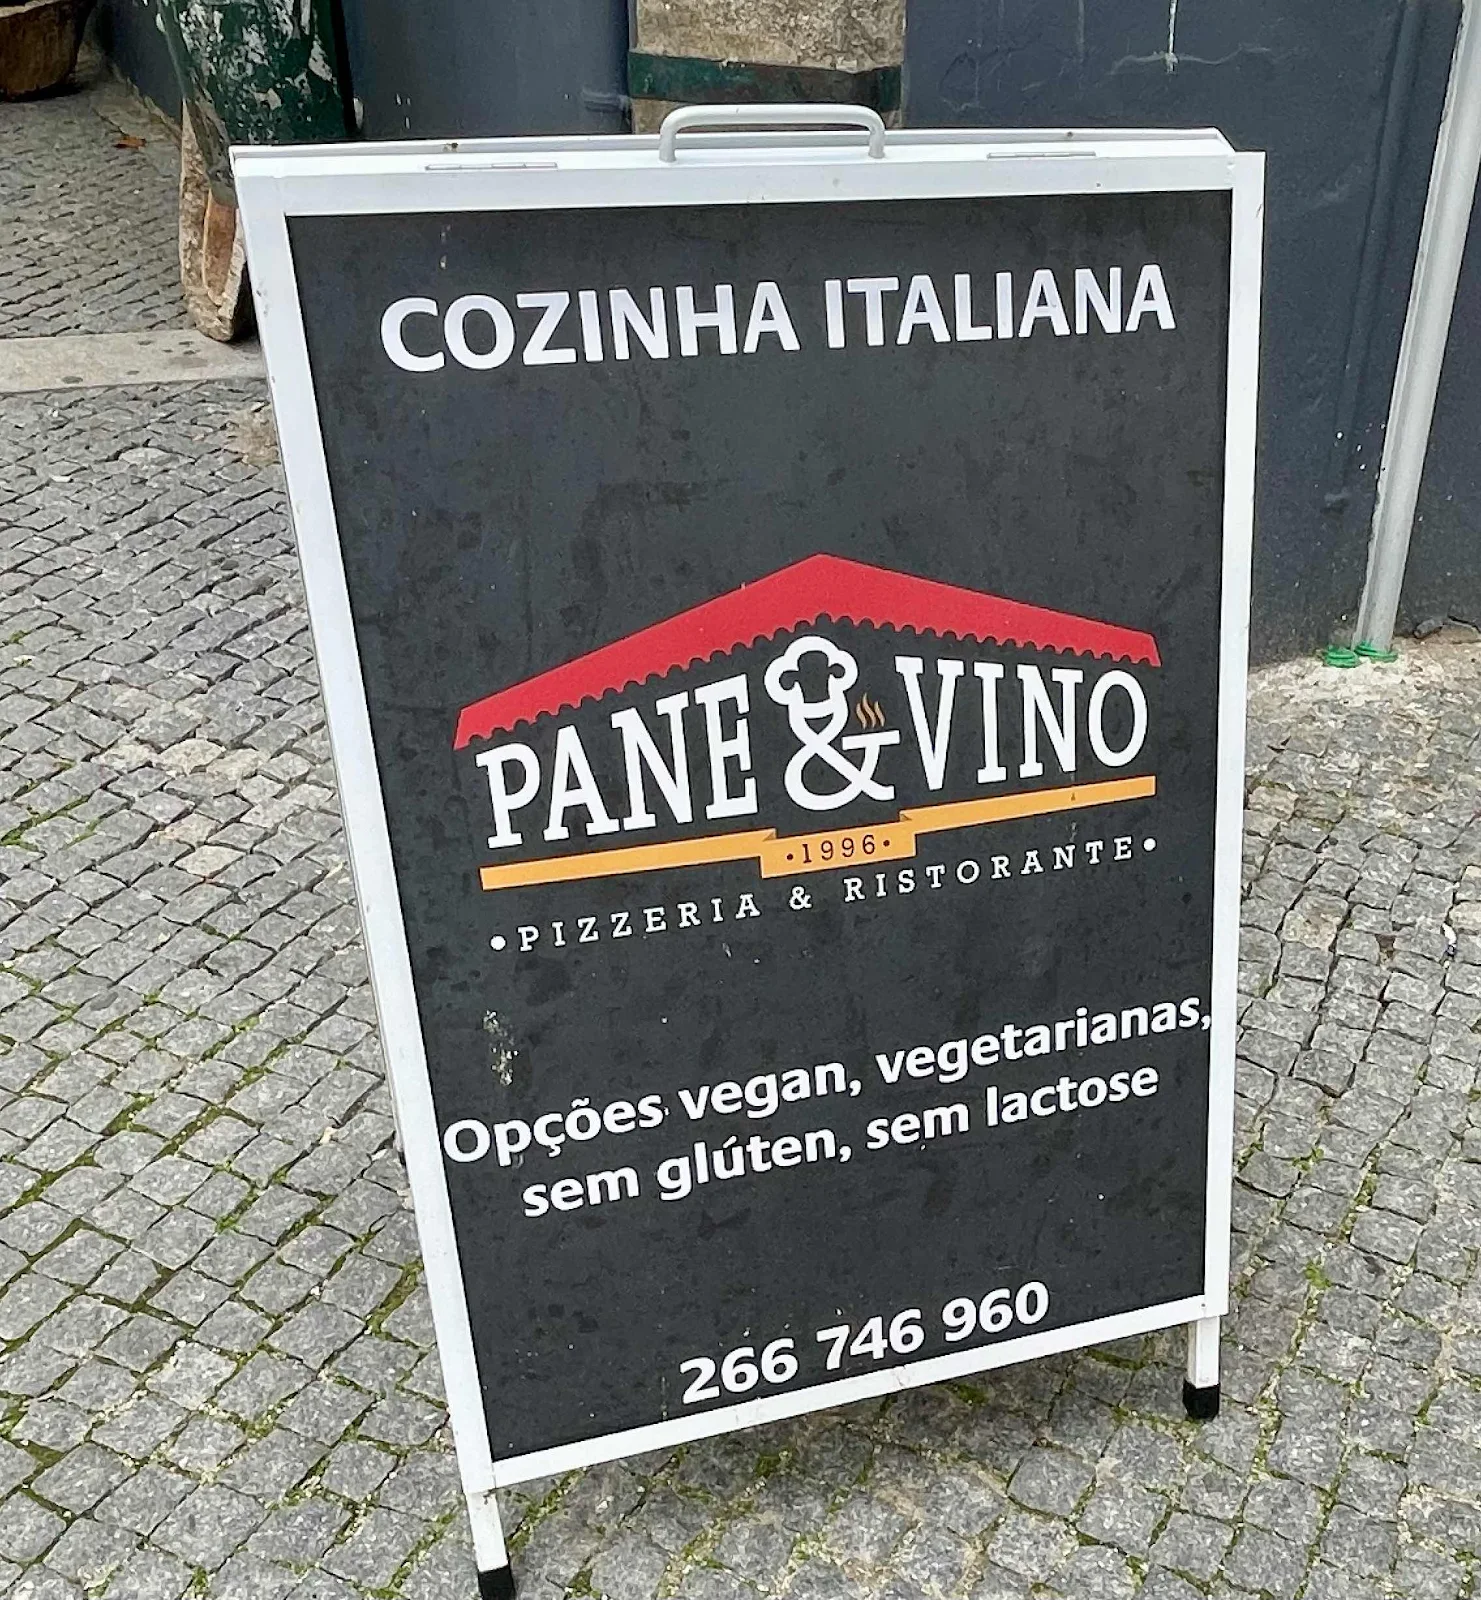 COZINHA ITALIANA
PANE & VINO
•1996•
•PIZZERIA & RISTORANTE•
Opções vegan, vegetarianas,
sem glúten, sem lactose
266 746 960